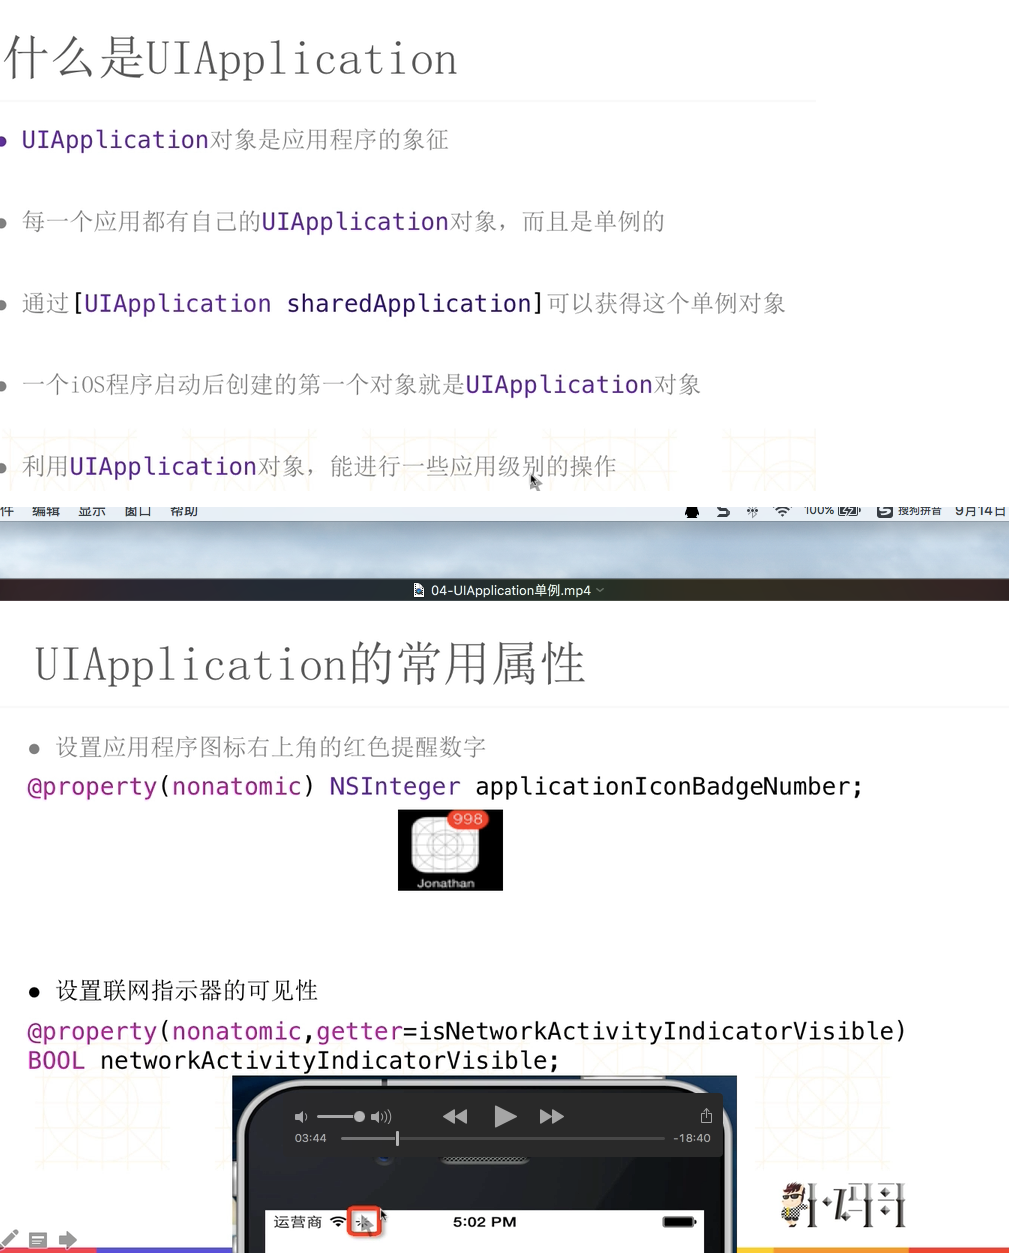 什么是UIApplication
UIApplication对象是应用程序的象征
每一个应用都有自己的UIApplication对象，而且是单例的
通过[UIApplication sharedApplication]可以获得这个单例对象
一个iOS程序启动后创建的第一个对象就是UIApplication对象
利用UIApplication对象，能进行一些应用级别的操作
件 编辑 显示 窗口 帮助 100% 搜狗拼音 9月14日
04-UIApplication单例.mp4
UIApplication的常用属性
设置应用程序图标右上角的红色提醒数字
@property(nonatomic) NSInteger applicationIconBadgeNumber;
998
Jonathan
设置联网指示器的可见性
@property(nonatomic,getter=isNetworkActivityIndicatorVisible)
BOOL networkActivityIndicatorVisible;
03:44 -18:40
运营商 5:02 PM